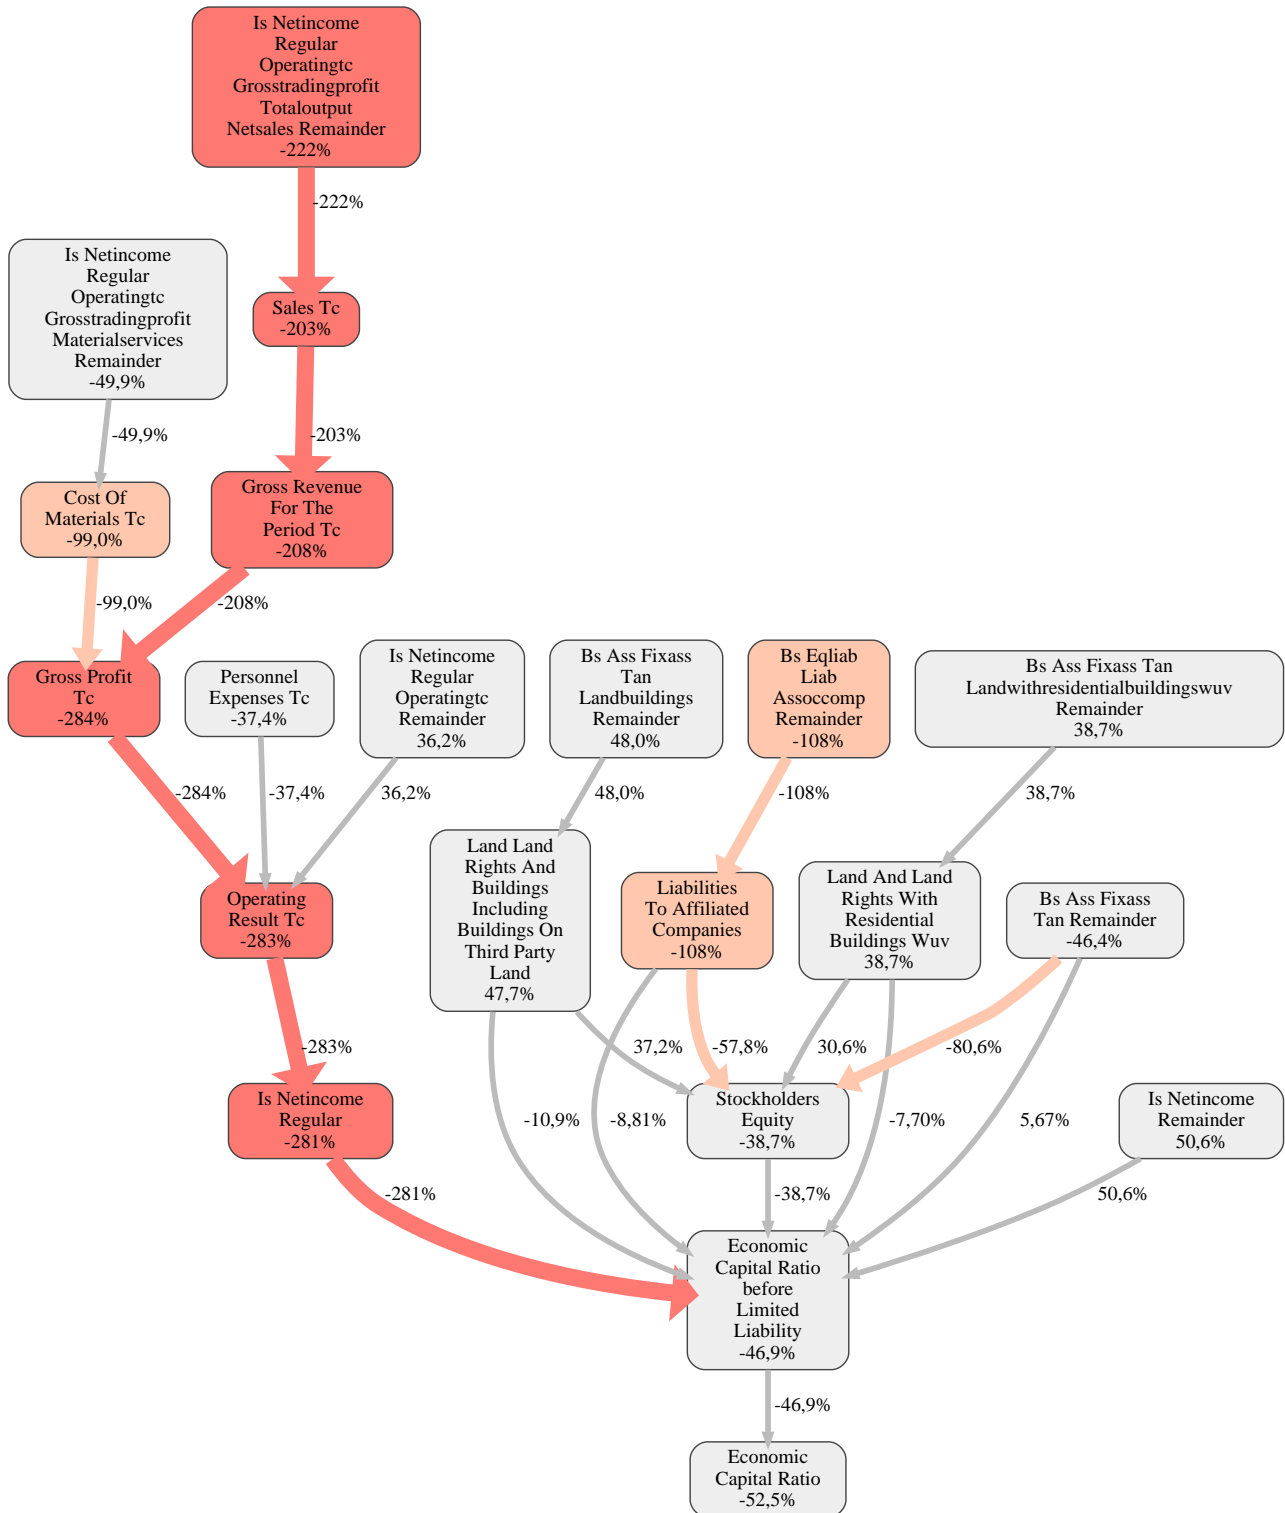 Is Netincome
Regular
Operatingtc
Grosstradingprofit
Totaloutput
Netsales Remainder
-222%
-222%
Is Netincome
Regular
Operatingtc
Grosstradingprofit
Materialservices
Remainder
-49,9%
Sales Tc
-203%
-49,9%
-203%
Cost Of
Materials Tc
-99,0%
Gross Revenue
For The
Period Tc
-208%
-99,0%
-208%
Gross Profit
Tc
-284%
Personnel
Expenses Tc
-37,4%
Is Netincome
Regular
Operatingtc
Remainder
36,2%
Bs Ass Fixass
Tan
Landbuildings
Remainder
48,0%
Bs Eqliab
Liab
Assoccomp
Remainder
-108%
Bs Ass Fixass Tan
Landwithresidentialbuildingswuv
Remainder
38,7%
-284%
-37,4%
36,2%
48,0%
-108%
38,7%
Operating
Result Tc
-283%
Land Land
Rights And
Buildings
Including
Buildings On
Third Party
Land
47,7%
Liabilities
To Affiliated
Companies
-108%
Land And Land
Rights With
Residential
Buildings Wuv
38,7%
Bs Ass Fixass
Tan Remainder
-46,4%
-283%
37,2%
-57,8%
30,6%
-80,6%
Is Netincome
Regular
-281%
-10,9%
-8,81%
Stockholders
Equity
-38,7%
-7,70%
5,67%
Is Netincome
Remainder
50,6%
-281%
-38,7%
50,6%
Economic
Capital Ratio
before
Limited
Liability
-46,9%
-46,9%
Economic
Capital Ratio
-52,5%